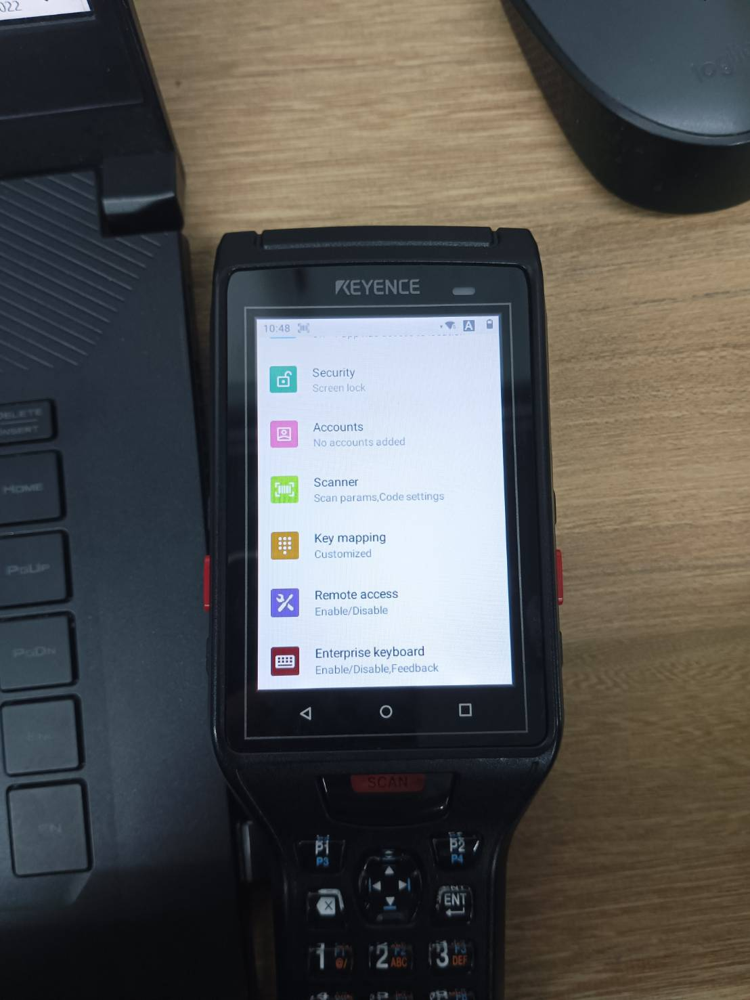 022
KEYENCE
10:48
A
Security
Screen lock
Accounts
No accounts added
Scanner
Scan params,Code settings
Key mapping
Customized
Remote access
Enable/Disable
Enterprise keyboard
Enable/Disable,Feedback
DELETE
INSERT
HOME
PGUP
PGDN
FN
SCAN
P1
P3
P2
P4
ENT
1 F1 @/
2 F2 ABC
3 F3 DEF